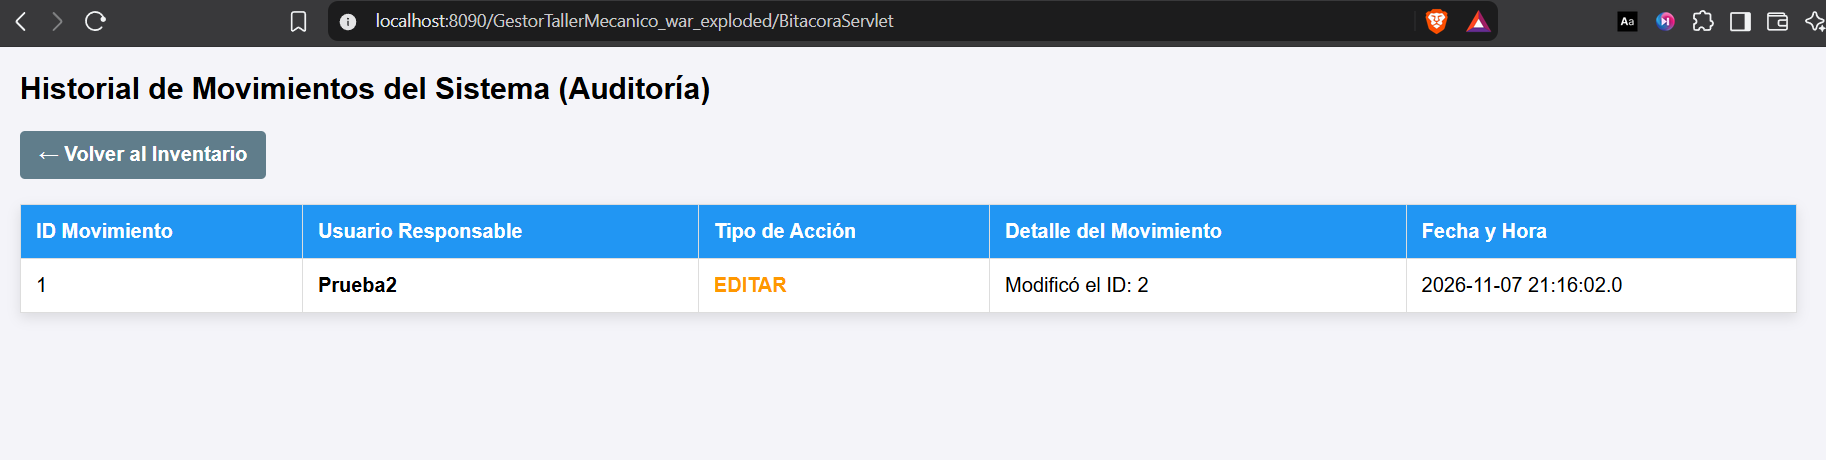 localhost:8090/GestorTallerMecanico_war_exploded/BitacoraServlet
Aa
Historial de Movimientos del Sistema (Auditoría)
← Volver al Inventario
ID Movimiento Usuario Responsable Tipo de Acción Detalle del Movimiento Fecha y Hora
1 Prueba2 EDITAR Modificó el ID: 2 2026-11-07 21:16:02.0